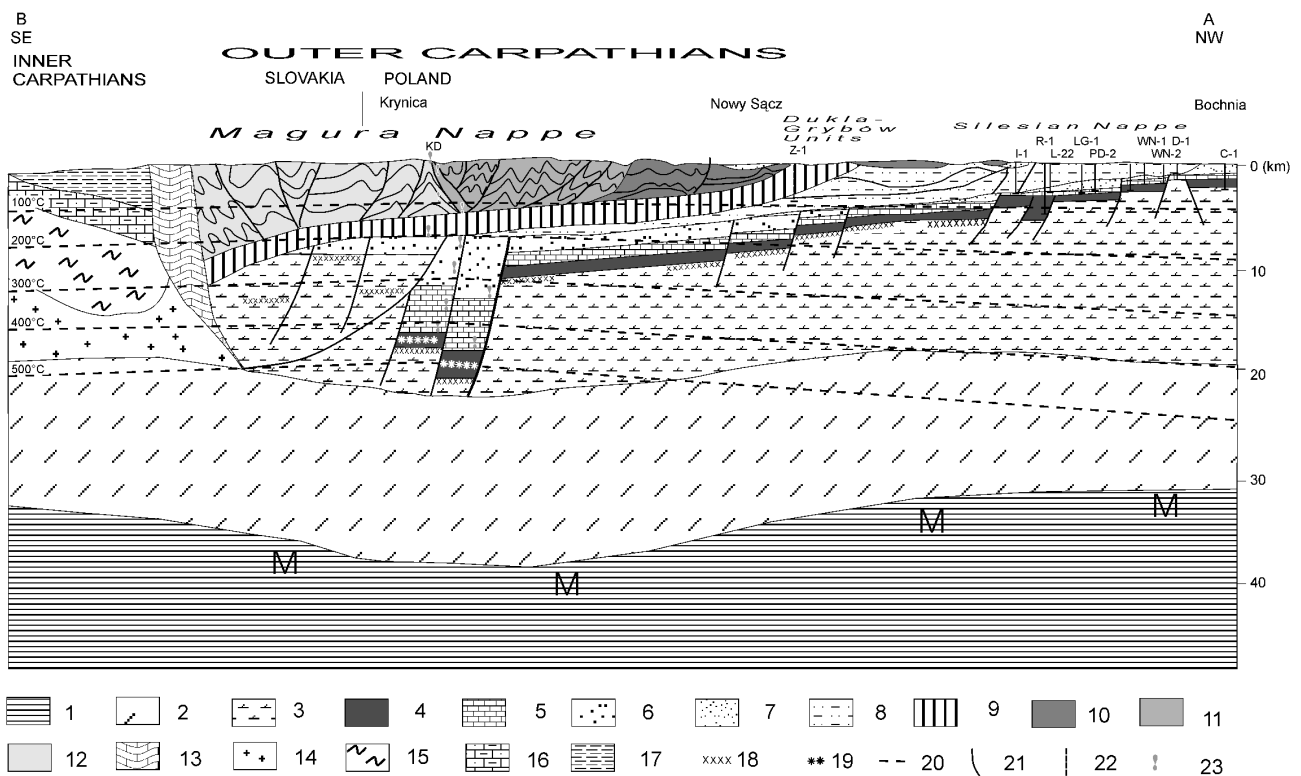 B
SE
INNER
CARPATHIANS
OUTER CARPATHIANS
SLOVAKIA POLAND
Krynica
Nowy Sącz
Bochnia
A
NW
Magura Nappe
Dukla-
Grybów
Units
Silesian Nappe
KD
Z-1
I-1
R-1
L-22
LG-1
PD-2
WN-1
WN-2
D-1
C-1
0 (km)
10
20
30
40
100°C
200°C
300°C
400°C
500°C
M M M M
1 2 3 4 5 6 7 8 9 10 11
12 13 14 15 16 17 18 19 20 21 22 23